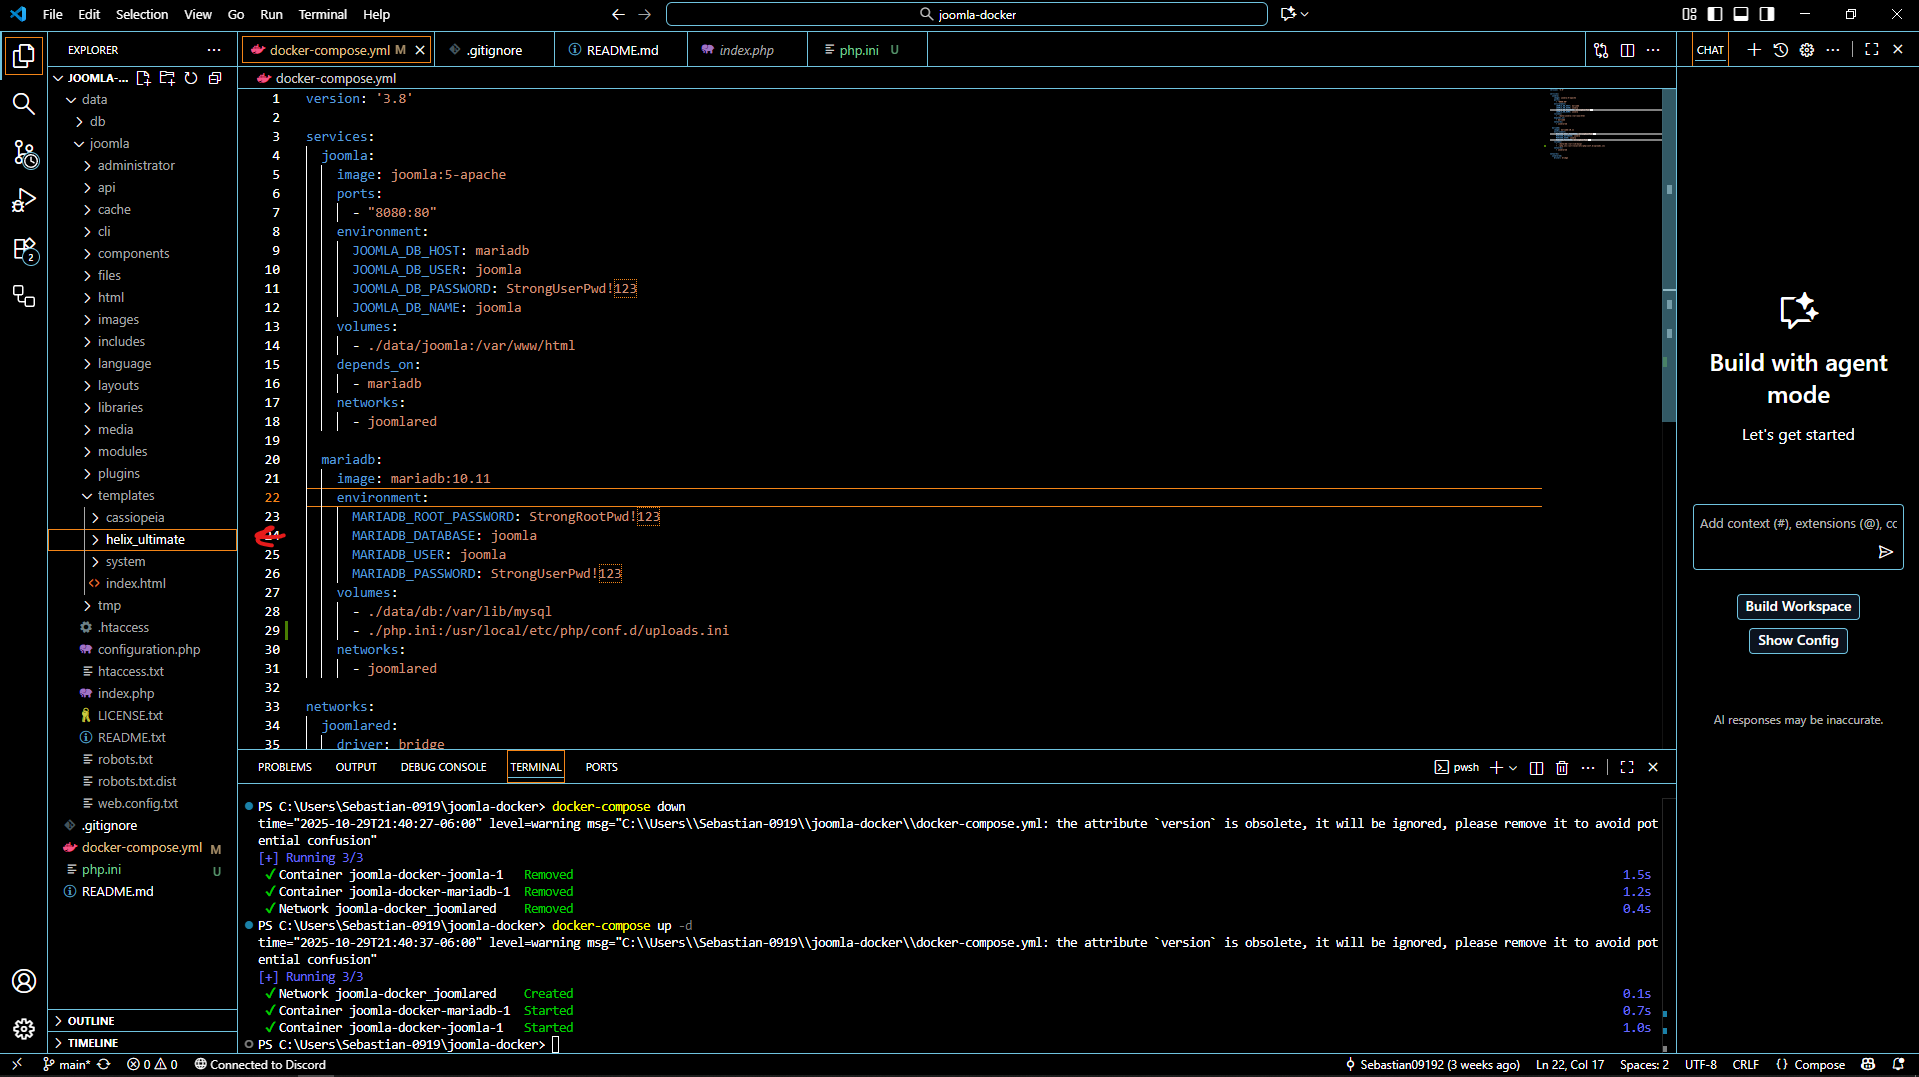 File Edit Selection View Go Run Terminal Help
joomla-docker
EXPLORER
docker-compose.yml M
.gitignore
README.md
index.php
php.ini U
CHAT
JOOMLA-...
docker-compose.yml
data
db
joomla
administrator
api
cache
cli
components
files
html
images
includes
language
layouts
libraries
media
modules
plugins
templates
cassiopeia
helix_ultimate
system
index.html
tmp
.htaccess
configuration.php
htaccess.txt
index.php
LICENSE.txt
README.txt
robots.txt
robots.txt.dist
web.config.txt
.gitignore
docker-compose.yml M
php.ini U
README.md
OUTLINE
TIMELINE
2
1 version: '3.8'
2
3 services:
4 joomla:
5 image: joomla:5-apache
6 ports:
7 - "8080:80"
8 environment:
9 JOOMLA_DB_HOST: mariadb
10 JOOMLA_DB_USER: joomla
11 JOOMLA_DB_PASSWORD: StrongUserPwd!123
12 JOOMLA_DB_NAME: joomla
13 volumes:
14 - ./data/joomla:/var/www/html
15 depends_on:
16 - mariadb
17 networks:
18 - joomlared
19
20 mariadb:
21 image: mariadb:10.11
22 environment:
23 MARIADB_ROOT_PASSWORD: StrongRootPwd!123
24 MARIADB_DATABASE: joomla
25 MARIADB_USER: joomla
26 MARIADB_PASSWORD: StrongUserPwd!123
27 volumes:
28 - ./data/db:/var/lib/mysql
29 - ./php.ini:/usr/local/etc/php/conf.d/uploads.ini
30 networks:
31 - joomlared
32
33 networks:
34 joomlared:
35 driver: bridge
PROBLEMS OUTPUT DEBUG CONSOLE TERMINAL PORTS
pwsh
PS C:\Users\Sebastian-0919\joomla-docker> docker-compose down
time="2025-10-29T21:40:27-06:00" level=warning msg="C:\\Users\\Sebastian-0919\\joomla-docker\\docker-compose.yml: the attribute `version` is obsolete, it will be ignored, please remove it to avoid pot
ential confusion"
[+] Running 3/3
✓ Container joomla-docker-joomla-1 Removed 1.5s
✓ Container joomla-docker-mariadb-1 Removed 1.2s
✓ Network joomla-docker_joomlared Removed 0.4s
PS C:\Users\Sebastian-0919\joomla-docker> docker-compose up -d
time="2025-10-29T21:40:37-06:00" level=warning msg="C:\\Users\\Sebastian-0919\\joomla-docker\\docker-compose.yml: the attribute `version` is obsolete, it will be ignored, please remove it to avoid pot
ential confusion"
[+] Running 3/3
✓ Network joomla-docker_joomlared Created 0.1s
✓ Container joomla-docker-mariadb-1 Started 0.7s
✓ Container joomla-docker-joomla-1 Started 1.0s
PS C:\Users\Sebastian-0919\joomla-docker>
Build with agent
mode
Let's get started
Add context (#), extensions (@), cc
Build Workspace
Show Config
AI responses may be inaccurate.
main* 0 0 Connected to Discord
Sebastian09192 (3 weeks ago) Ln 22, Col 17 Spaces: 2 UTF-8 CRLF {} Compose